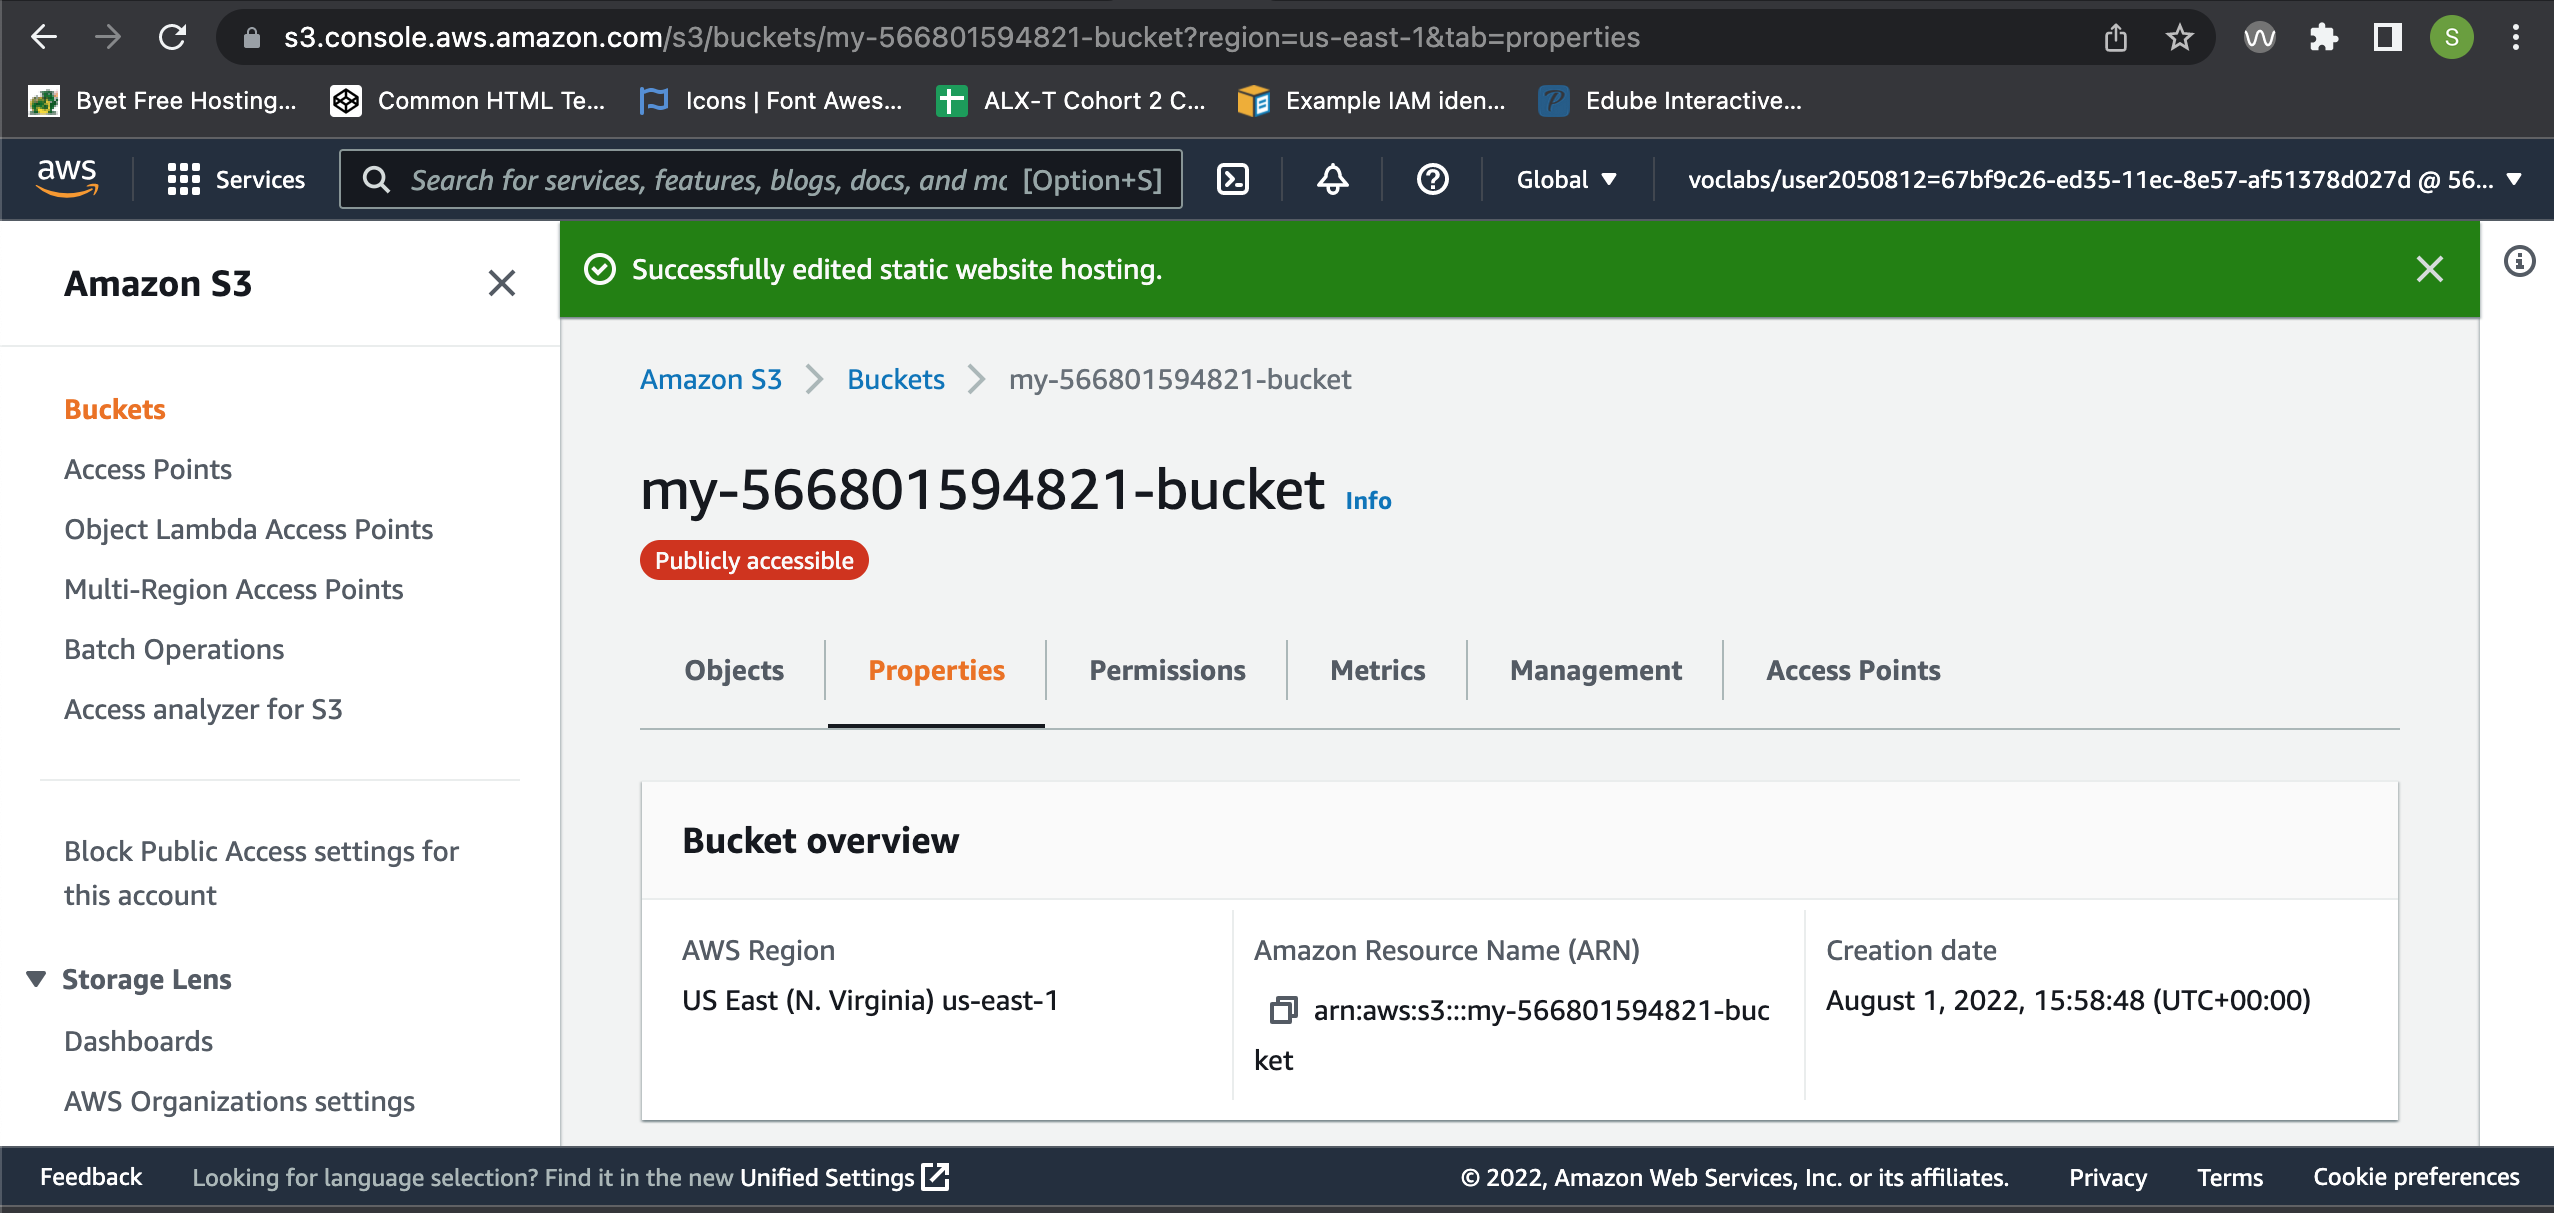 s3.console.aws.amazon.com/s3/buckets/my-566801594821-bucket?region=us-east-1&tab=properties
S
Byet Free Hosting...
Common HTML Te...
Icons | Font Awes...
ALX-T Cohort 2 C...
Example IAM iden...
Edube Interactive...
aws
Services
Search for services, features, blogs, docs, and mc [Option+S]
Global
voclabs/user2050812=67bf9c26-ed35-11ec-8e57-af51378d027d @ 56...
Amazon S3
Successfully edited static website hosting.
Buckets
Access Points
Object Lambda Access Points
Multi-Region Access Points
Batch Operations
Access analyzer for S3
Block Public Access settings for
this account
Storage Lens
Dashboards
AWS Organizations settings
Amazon S3 > Buckets > my-566801594821-bucket
my-566801594821-bucket Info
Publicly accessible
Objects
Properties
Permissions
Metrics
Management
Access Points
Bucket overview
AWS Region
US East (N. Virginia) us-east-1
Amazon Resource Name (ARN)
arn:aws:s3:::my-566801594821-buc
ket
Creation date
August 1, 2022, 15:58:48 (UTC+00:00)
Feedback
Looking for language selection? Find it in the new Unified Settings
© 2022, Amazon Web Services, Inc. or its affiliates.
Privacy
Terms
Cookie preferences